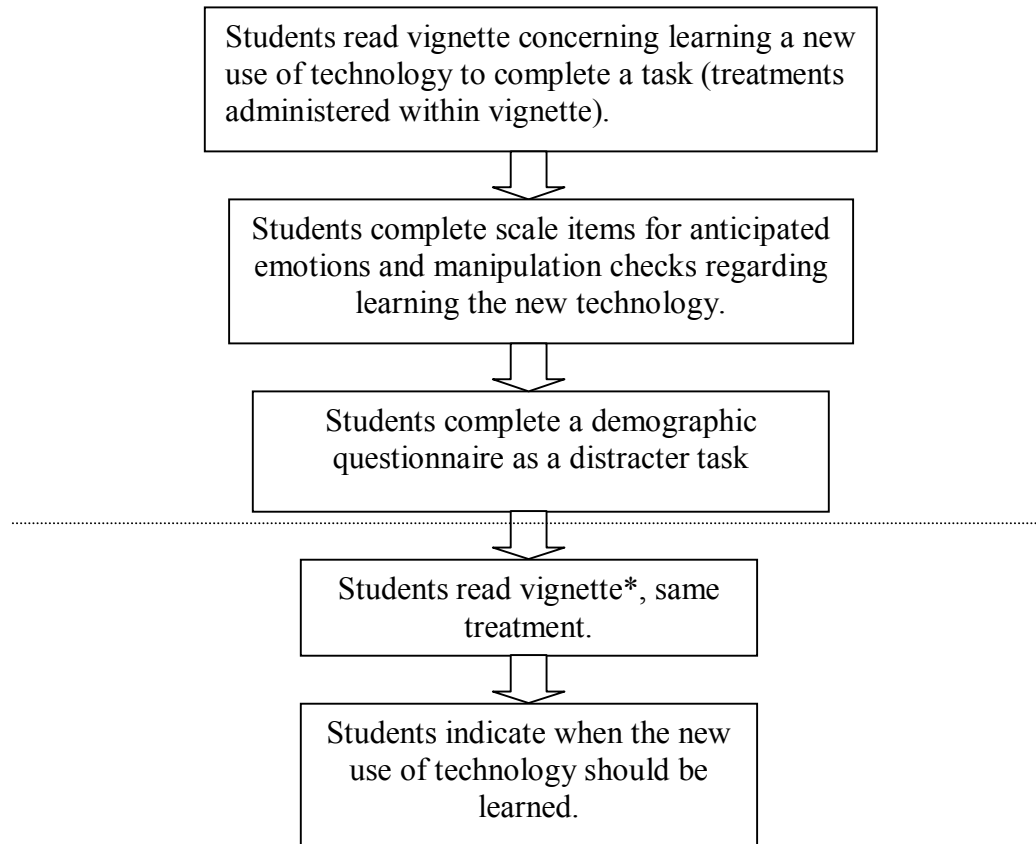 Students read vignette concerning learning a new
use of technology to complete a task (treatments
administered within vignette).
Students complete scale items for anticipated
emotions and manipulation checks regarding
learning the new technology.
Students complete a demographic
questionnaire as a distracter task
Students read vignette*, same
treatment.
Students indicate when the new
use of technology should be
learned.